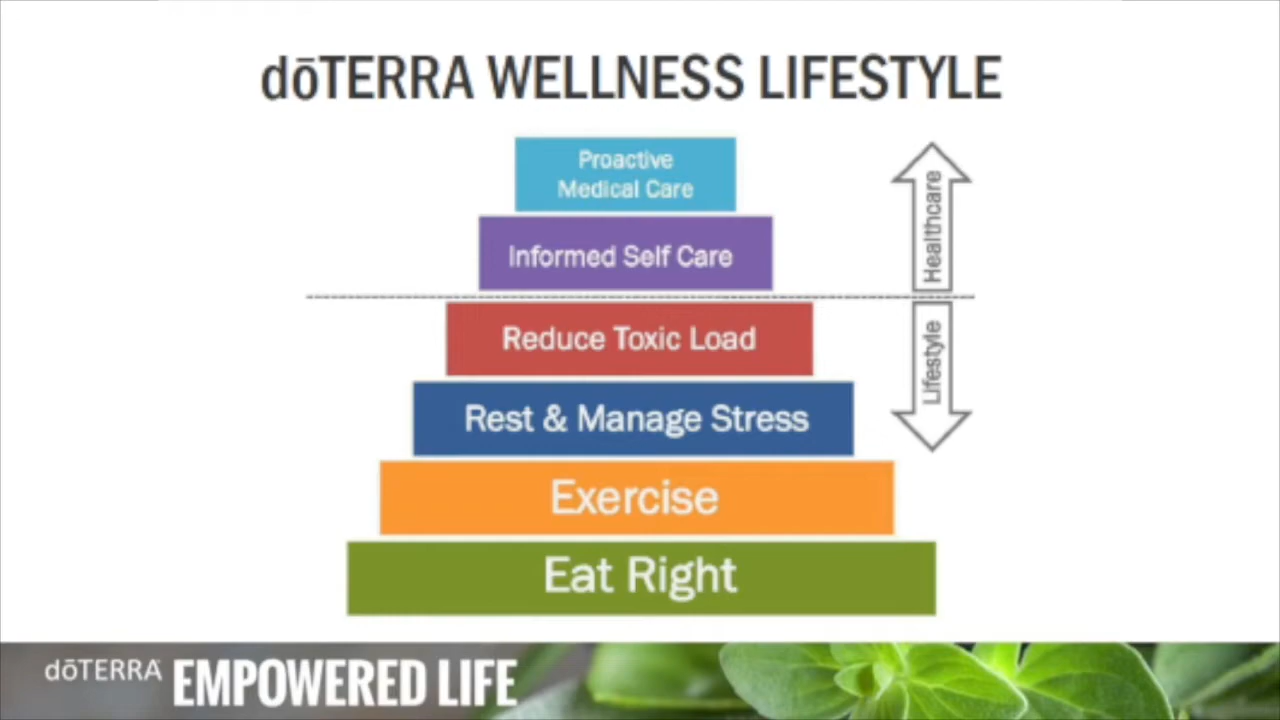 dōTERRA WELLNESS LIFESTYLE
Proactive
Medical Care
Informed Self Care
Healthcare
Reduce Toxic Load
Lifestyle
Rest & Manage Stress
Exercise
Eat Right
dōTERRA EMPOWERED LIFE